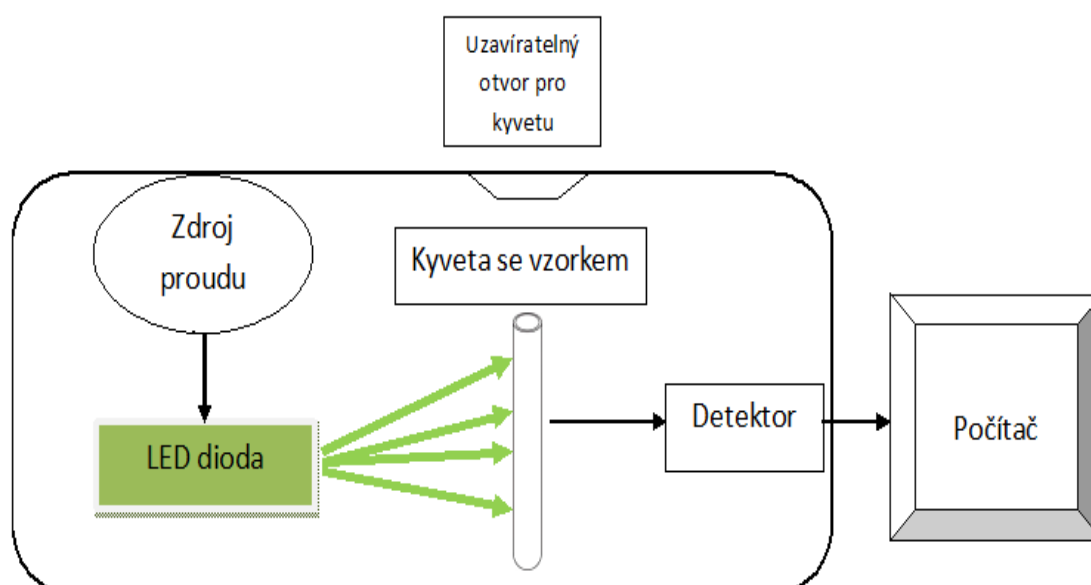 Uzavíratelný
otvor pro
kyvetu
Zdroj
proudu
Kyveta se vzorkem
LED dioda
Detektor
Počítač